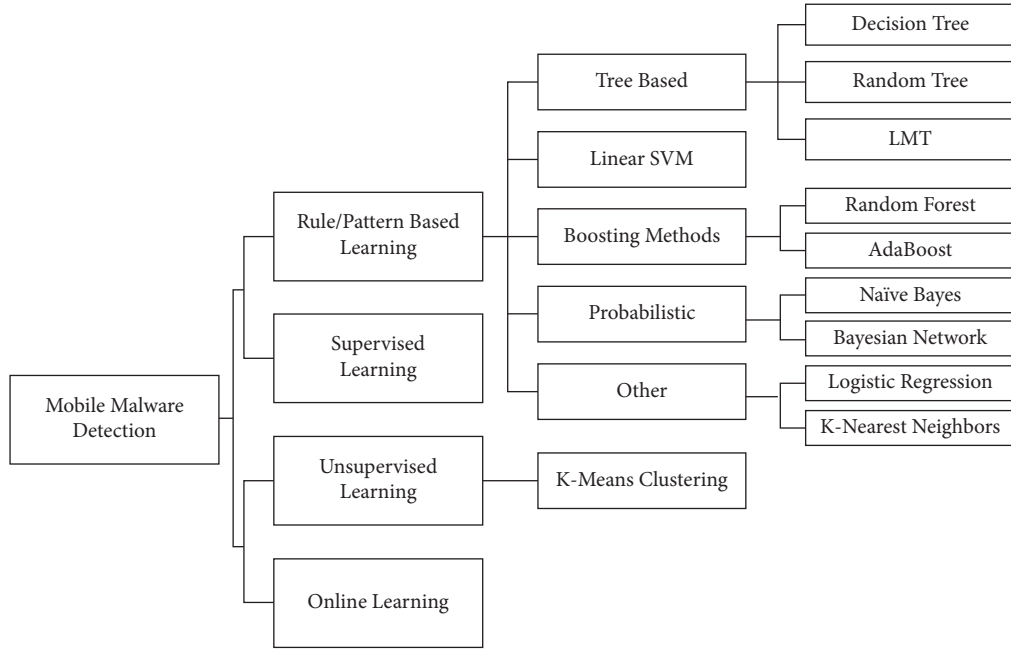 Mobile Malware
Detection
Rule/Pattern Based
Learning
Supervised
Learning
Unsupervised
Learning
Online Learning
Tree Based
Linear SVM
Boosting Methods
Probabilistic
Other
K-Means Clustering
Decision Tree
Random Tree
LMT
Random Forest
AdaBoost
Naïve Bayes
Bayesian Network
Logistic Regression
K-Nearest Neighbors